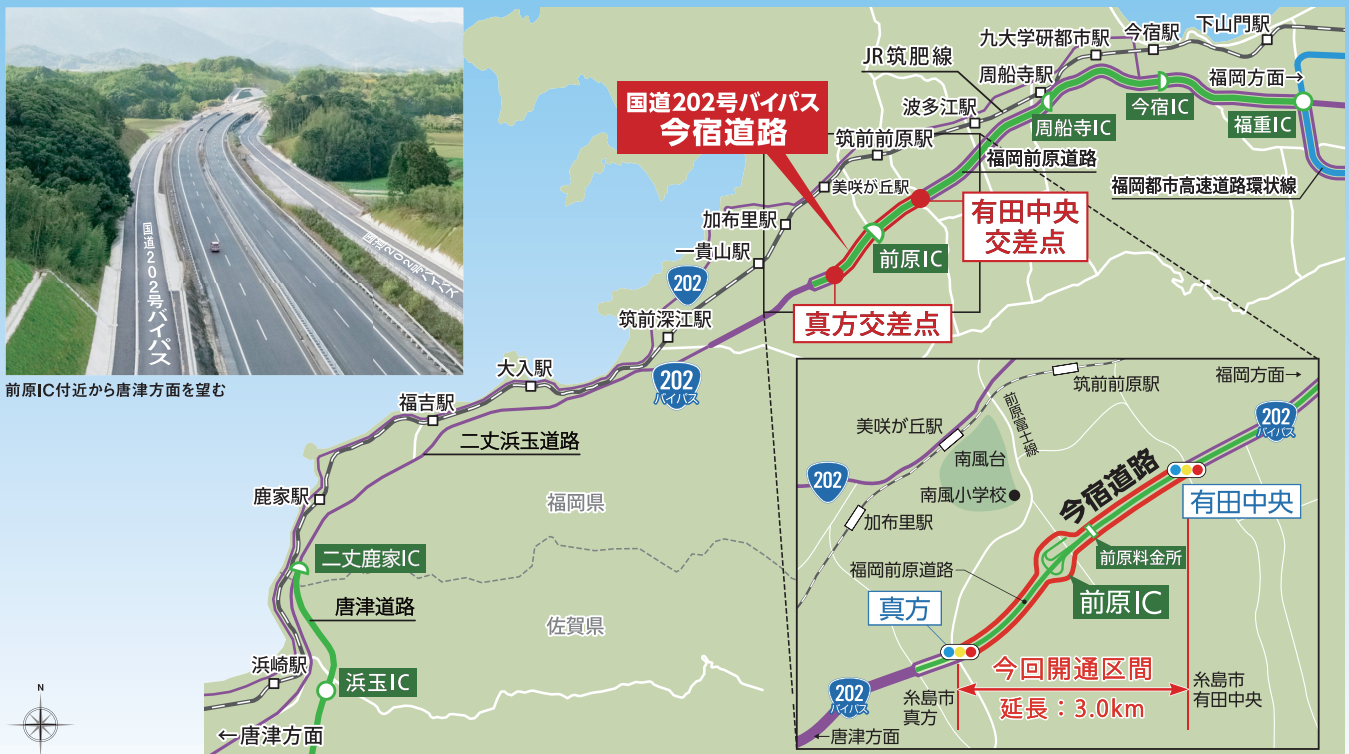 国道202号バイパス
国道202号バイパス
前原IC付近から唐津方面を望む
下山門駅
今宿駅
九大学研都市駅
JR筑肥線
周船寺駅
福岡方面→
波多江駅
今宿IC
福重IC
周船寺IC
国道202号バイパス
今宿道路
筑前前原駅
福岡前原道路
福岡都市高速道路環状線
美咲が丘駅
有田中央
交差点
加布里駅
前原IC
一貴山駅
202
真方交差点
筑前深江駅
大入駅
202
バイパス
福吉駅
二丈浜玉道路
鹿家駅
福岡県
二丈鹿家IC
唐津道路
佐賀県
浜崎駅
浜玉IC
N
←唐津方面
筑前前原駅
福岡方面→
前原富士線
202
バイパス
美咲が丘駅
南風台
202
南風小学校
今宿道路
有田中央
加布里駅
前原料金所
福岡前原道路
前原IC
真方
今回開通区間
延長：3.0km
糸島市
有田中央
糸島市
真方
202
バイパス
←唐津方面